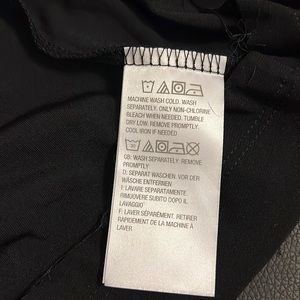 MACHINE WASH COLD. WASH
SEPARATELY. ONLY NON-CHLORINE
BLEACH WHEN NEEDED. TUMBLE
DRY LOW. REMOVE PROMPTLY.
COOL IRON IF NEEDED
GB: WASH SEPARATELY. REMOVE
PROMPTLY
D: SEPARAT WASCHEN. VOR DER
WÄSCHE ENTFERNEN
I: LAVARE SEPARATAMENTE.
RIMUOVERE SUBITO DOPO IL
LAVAGGIO
F: LAVER SÉPARÉMENT. RETIRER
RAPIDEMENT DE LA MACHINE À
LAVER